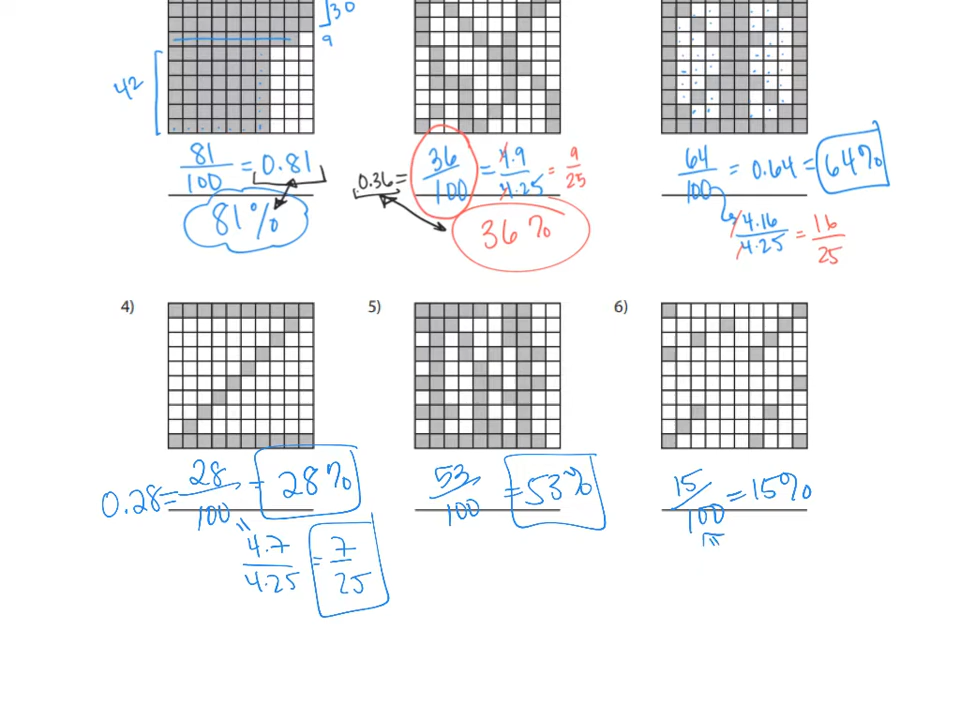 30
9
42
81/100 = 0.81
81%
0.36 = 36/100 = 4.9/4.25 = 9/25
36%
64/100 = 0.64 = 64%
4.16/4.25 = 16/25
4)
5)
6)
0.28 = 28/100 = 28%
4.7/4.25 = 7/25
53/100 = 53%
15/100 = 15%